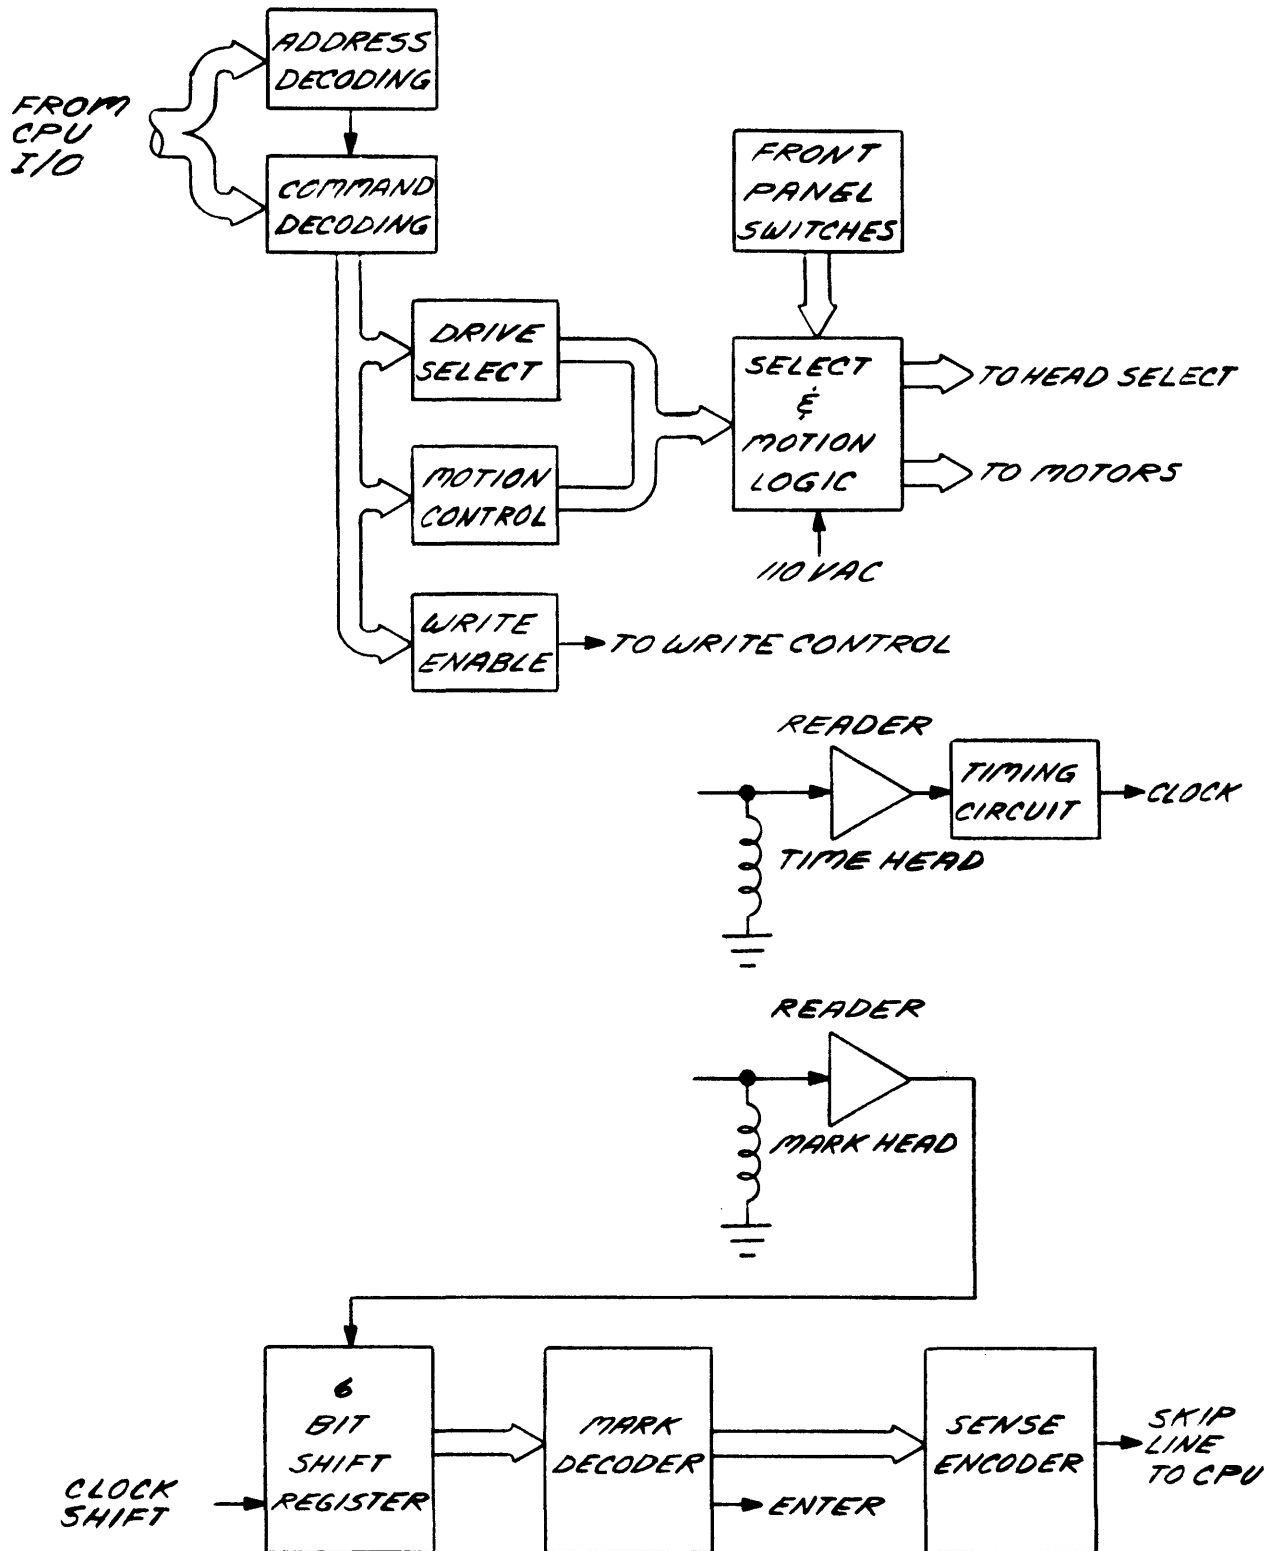 ADDRESS
DECODING
FROM
CPU
I/O
COMMAND
DECODING
FRONT
PANEL
SWITCHES
DRIVE
SELECT
SELECT
&
MOTION
LOGIC
TO HEAD SELECT
MOTION
CONTROL
TO MOTORS
110 VAC
WRITE
ENABLE
TO WRITE CONTROL
READER
TIMING
CIRCUIT
CLOCK
TIME HEAD
READER
MARK HEAD
6
BIT
SHIFT
REGISTER
CLOCK
SHIFT
MARK
DECODER
ENTER
SENSE
ENCODER
SKIP
LINE
TO CPU